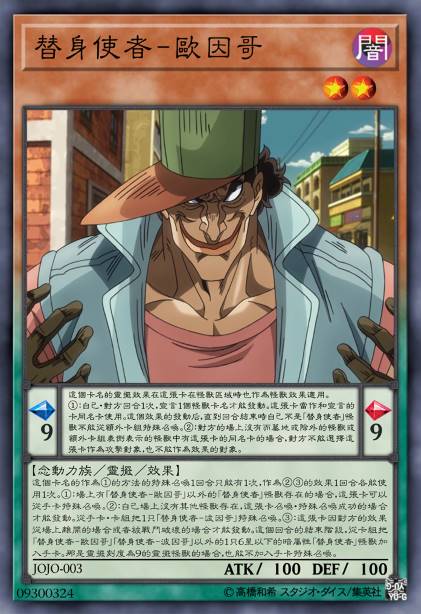 替身使者-歐因哥
闇
這個卡名的靈擺效果在這張卡在怪獸區域時也作為怪獸效果適用。
①：自己·對方回合1次，宣言1個怪獸卡名才能發動。這張卡當作和宣言的
卡同名卡使用。這個效果的發動後，直到回合結束時自己不是「替身使者」怪
獸不能從額外卡組特殊召喚。②：對方的場上沒有而墓地或除外的怪獸或
額外卡組表側表示的怪獸中有這張卡的同名卡的場合，對方不能選擇這
張卡作為攻擊對象，也不能作為效果的對象。
9
9
【念動力族／靈擺／效果】
這個卡名的作為①的方法的特殊召喚1回合只能有1次，作為②③的效果1回合各能使
用1次。①：場上有「替身使者-歐因哥」以外的「替身使者」怪獸存在的場合，這張卡可以
從手卡特殊召喚。②：自己場上沒有其他怪獸存在，這張卡召喚·特殊召喚成功的場合
才能發動。從手卡·卡組把1只「替身使者-波因哥」特殊召喚。③：這張卡因對方的效果
從場上離開的場合或者被戰鬥破壞的場合才能發動。這個回合的結束階段，從卡組把
「替身使者-歐因哥」「替身使者-波因哥」以外的1只6星以下的暗屬性「替身使者」怪獸加
入手卡。那是靈擺刻度為9的靈擺怪獸的場合，也能不加入手卡特殊召喚。
JOJO-003
ATK／ 100 DEF／ 100
09300324
©高橋和希 スタジオ·ダイス/集英社